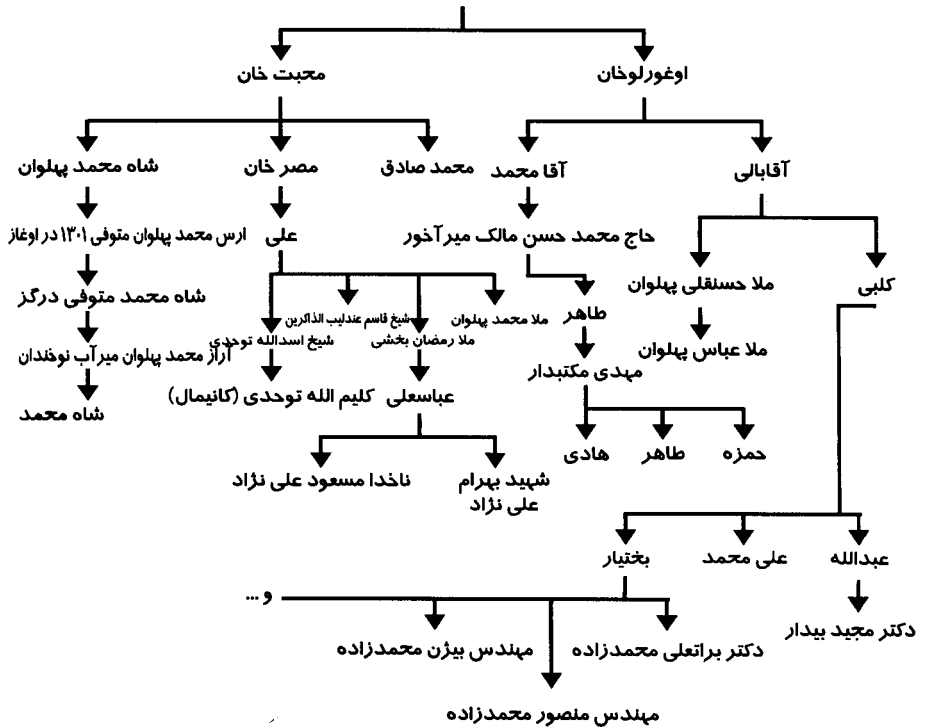 اوغورلوخان
محبت خان
آقابالی
آقا محمد
محمد صادق
مصر خان
شاه محمد پهلوان
حاج محمد حسن مالک میرآخور
علی
ارس محمد پهلوان متوفی ۱۳۰۱ در اوغاز
کلبی
ملا حسنقلی پهلوان
شاه محمد متوفی درگز
طاهر
ملا محمد پهلوان
شیخ قاسم عندلیب الذاکرین
ملا رمضان بخشی
شیخ اسدالله توحدی
ملا عباس پهلوان
آراز محمد پهلوان میرآب نوخندان
مهدی مکتبدار
عباسعلی
کلیم الله توحدی (کانیمال)
شاه محمد
حمزه
طاهر
هادی
شهید بهرام
علی نژاد
ناخدا مسعود علی نژاد
عبدالله
علی محمد
بختیار
و ...
دکتر مجید بیدار
دکتر براتعلی محمدزاده
مهندس بیژن محمدزاده
مهندس منصور محمدزاده